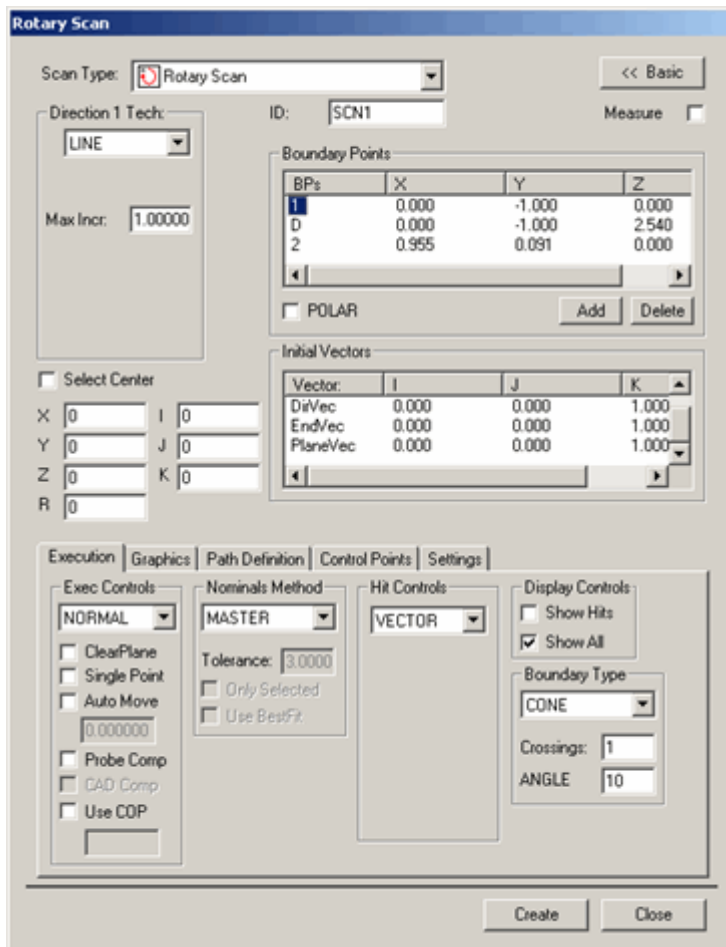 Rotary Scan
Scan Type: Rotary Scan << Basic
Direction 1 Tech: ID: SCN1 Measure
LINE
Max Incr: 1.00000
Boundary Points
BPs X Y Z
1 0.000 -1.000 0.000
D 0.000 -1.000 2.540
2 0.955 0.091 0.000
POLAR Add Delete
Initial Vectors
Vector: I J K
DirVec 0.000 0.000 1.000
EndVec 0.000 0.000 1.000
PlaneVec 0.000 0.000 1.000
Select Center
X 0 I 0
Y 0 J 0
Z 0 K 0
R 0
Execution Graphics Path Definition Control Points Settings
Exec Controls
NORMAL
ClearPlane
Single Point
Auto Move
0.000000
Probe Comp
CAD Comp
Use COP
Nominals Method
MASTER
Tolerance: 3.0000
Only Selected
Use BestFit
Hit Controls
VECTOR
Display Controls
Show Hits
Show All
Boundary Type
CONE
Crossings: 1
ANGLE 10
Create Close